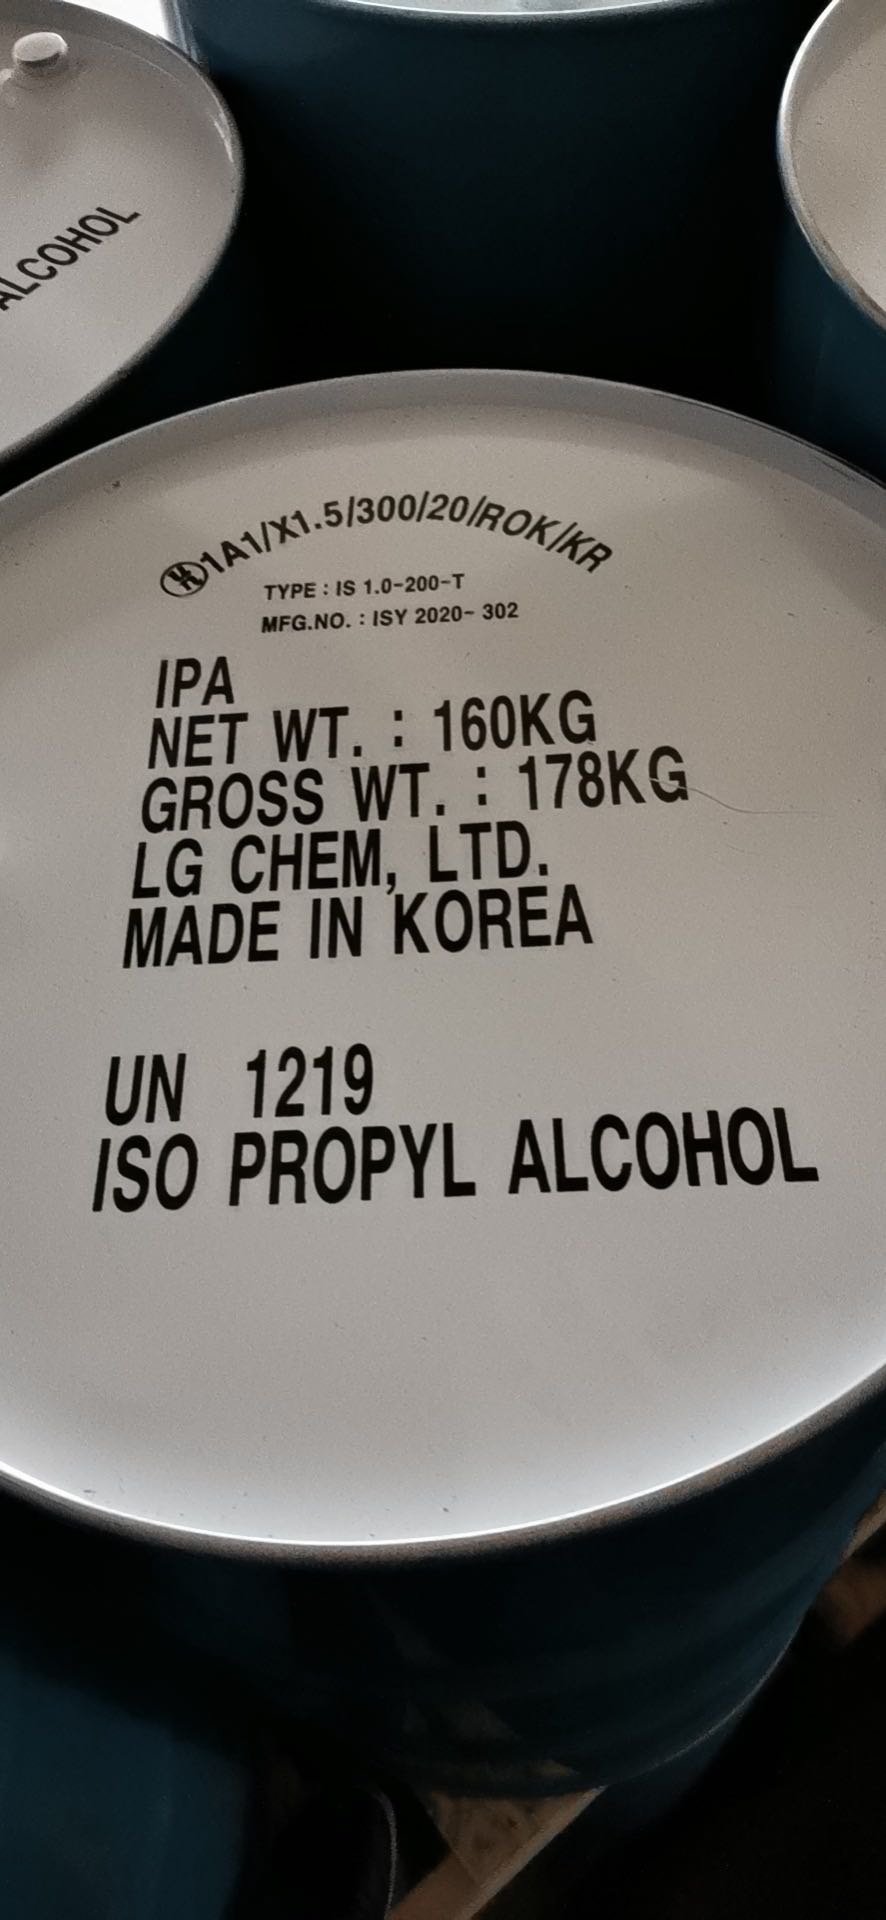 ALCOHOL
1A1/X1.5/300/20/ROK/KR
TYPE : IS 1.0-200-T
MFG.NO. : ISY 2020- 302
IPA
NET WT. : 160KG
GROSS WT. : 178KG
LG CHEM, LTD.
MADE IN KOREA
UN 1219
ISO PROPYL ALCOHOL